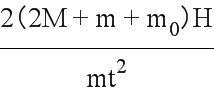 2(2M + m + m₀)H
mt²